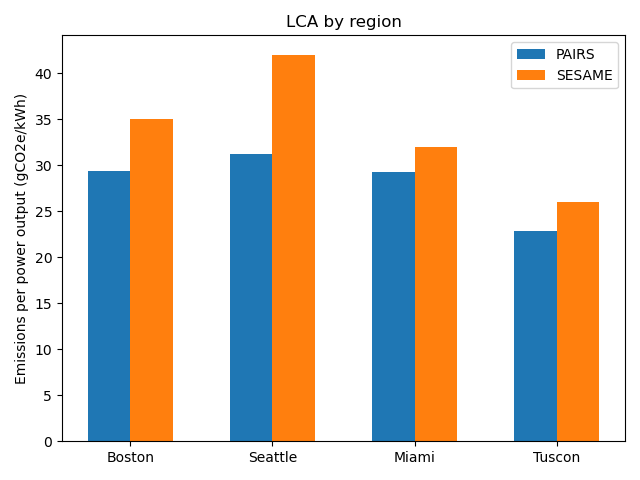 LCA by region
PAIRS
SESAME
Emissions per power output (gCO2e/kWh)
40
35
30
25
20
15
10
5
0
Boston Seattle Miami Tuscon